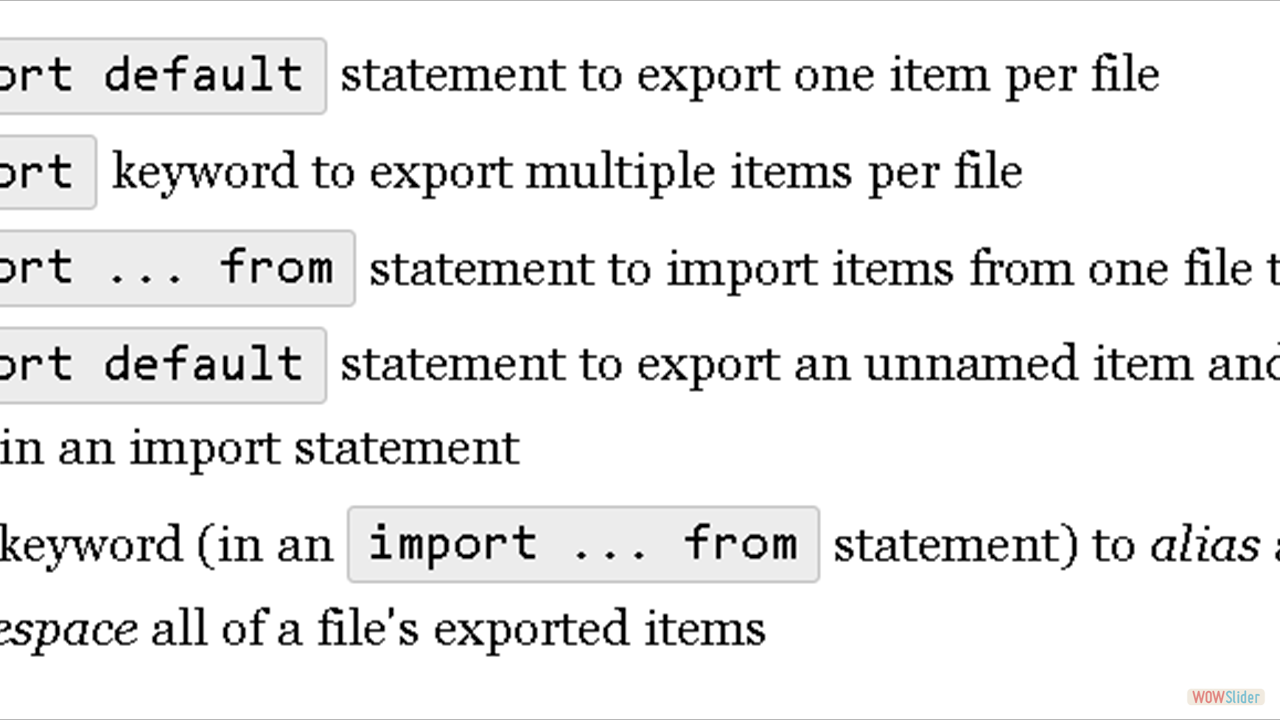 ort default statement to export one item per file
ort keyword to export multiple items per file
ort ... from statement to import items from one file t
ort default statement to export an unnamed item and
in an import statement
keyword (in an import ... from statement) to alias a
espace all of a file's exported items
WOWSlider